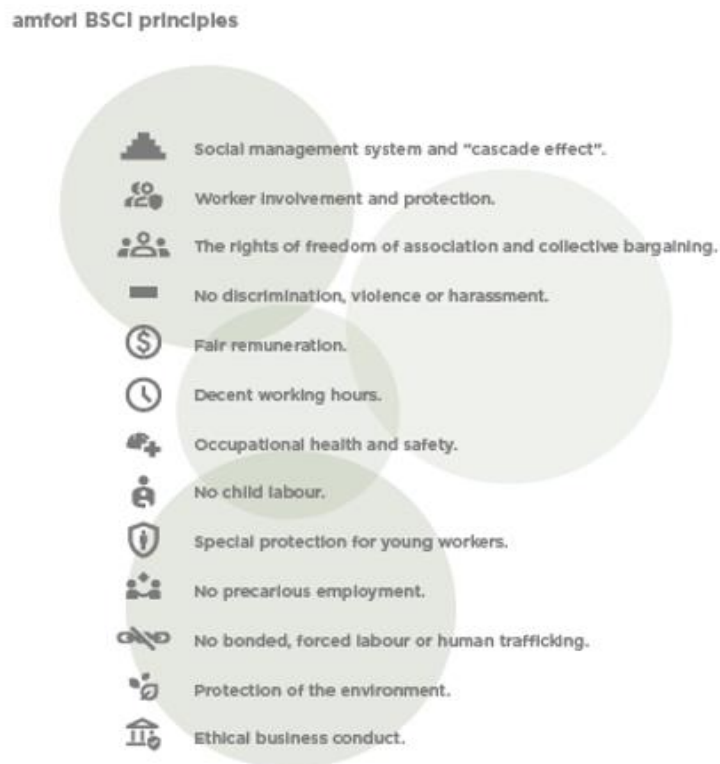 amfori BSCI principles
Social management system and “cascade effect”.
Worker involvement and protection.
The rights of freedom of association and collective bargaining.
No discrimination, violence or harassment.
Fair remuneration.
Decent working hours.
Occupational health and safety.
No child labour.
Special protection for young workers.
No precarious employment.
No bonded, forced labour or human trafficking.
Protection of the environment.
Ethical business conduct.